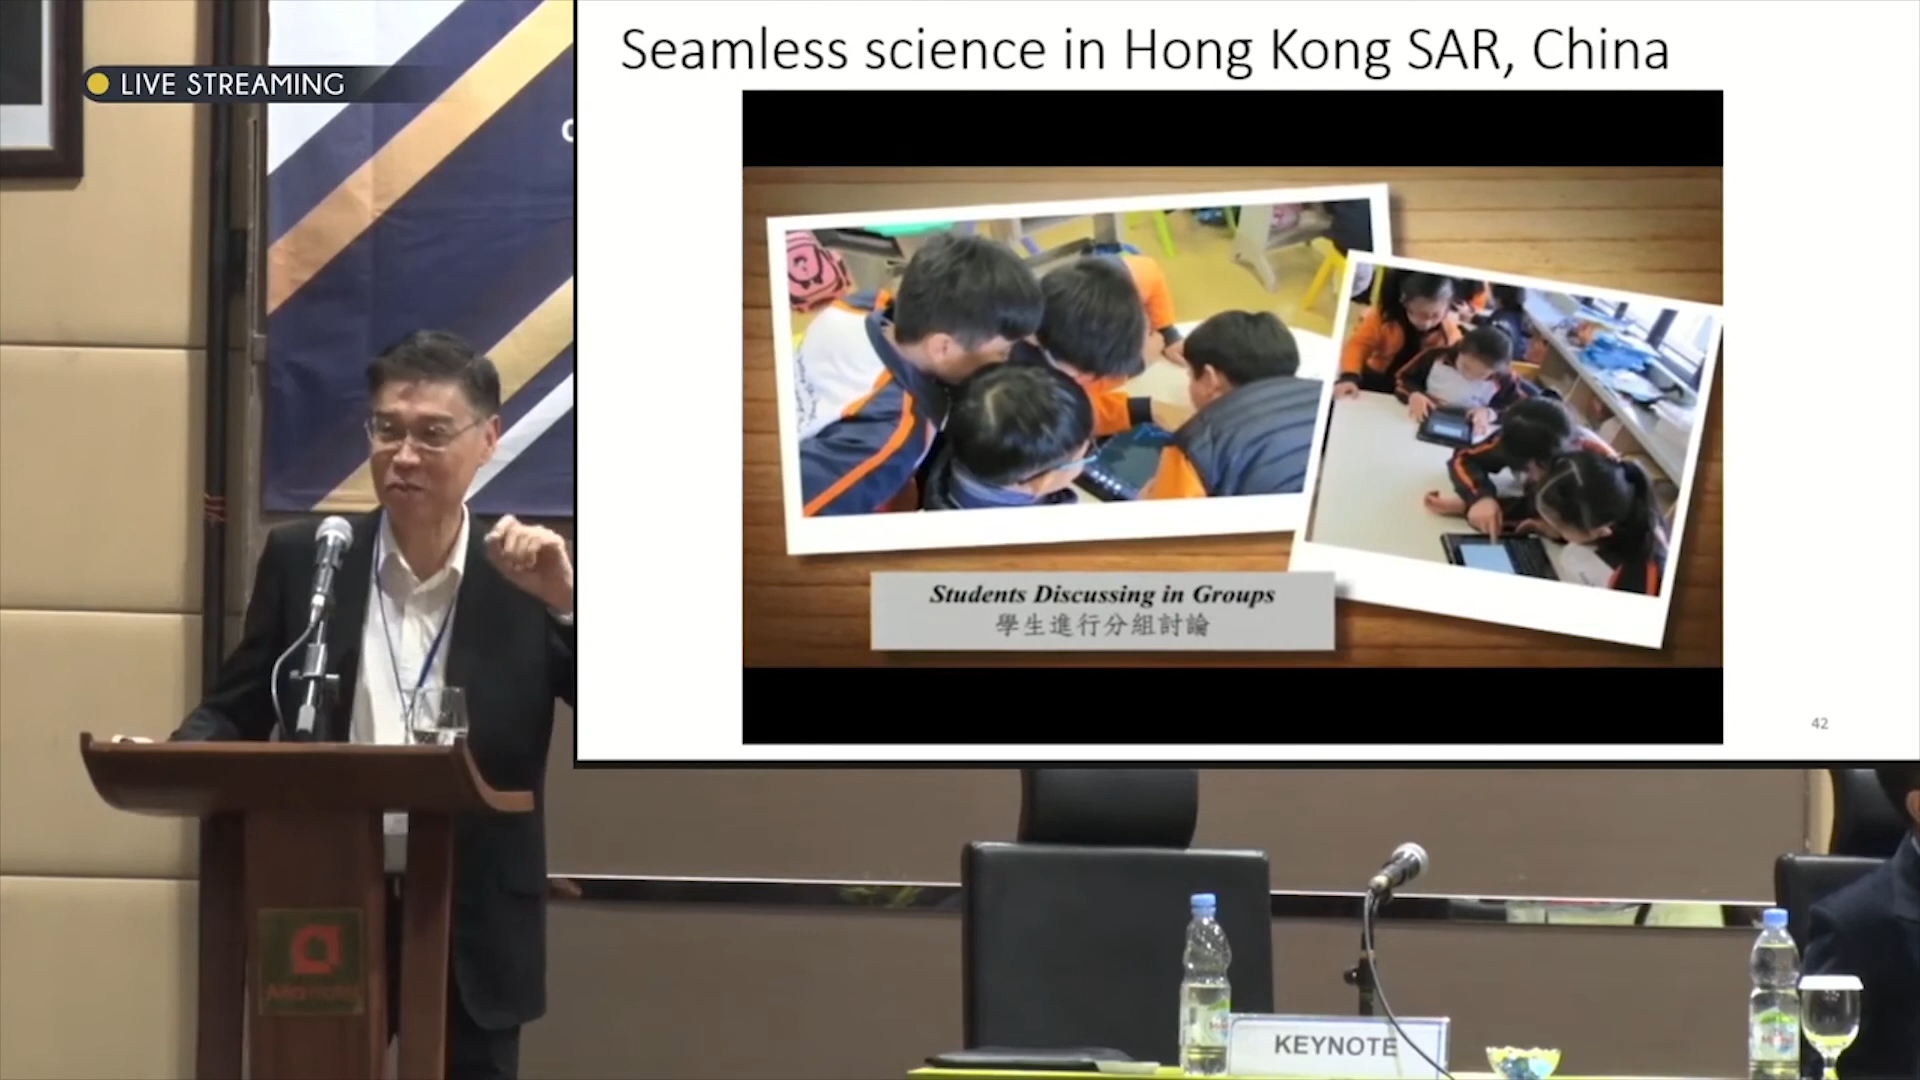 LIVE STREAMING
Seamless science in Hong Kong SAR, China
Students Discussing in Groups
學生進行分組討論
42
KEYNOTE